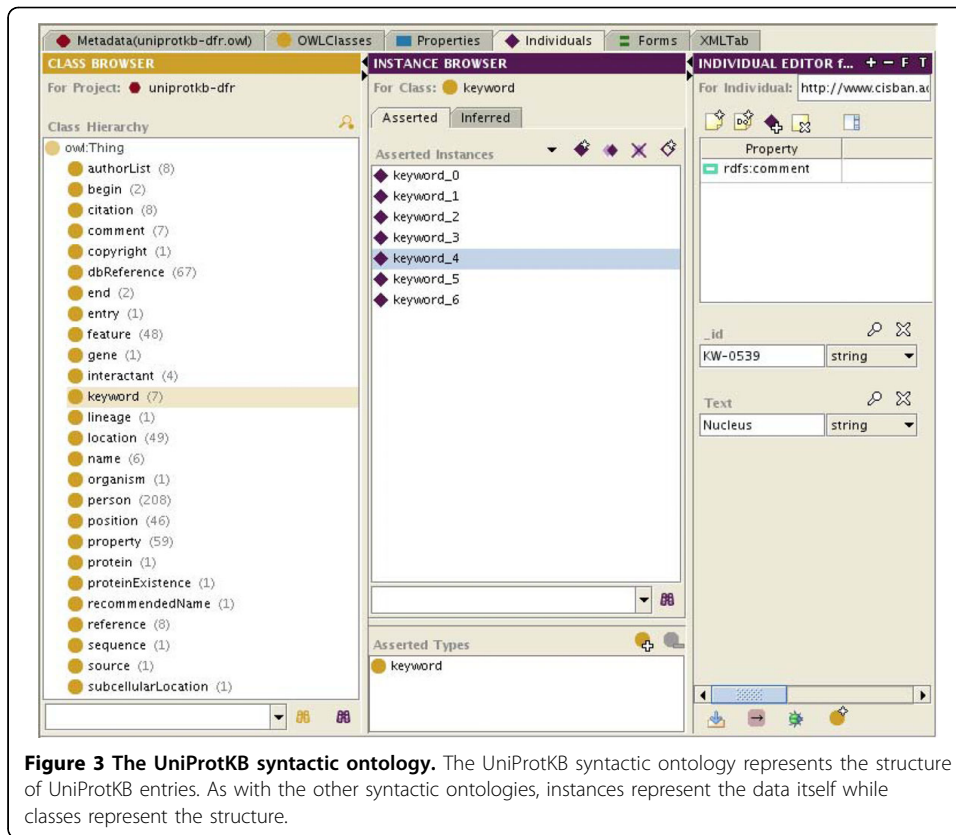 Metadata(uniprotkb-dfr.owl) OWLClasses Properties Individuals Forms XMLTab
CLASS BROWSER
For Project: uniprotkb-dfr
Class Hierarchy
owl:Thing
authorList (8)
begin (2)
citation (8)
comment (7)
copyright (1)
dbReference (67)
end (2)
entry (1)
feature (48)
gene (1)
interactant (4)
keyword (7)
lineage (1)
location (49)
name (6)
organism (1)
person (208)
position (46)
property (59)
protein (1)
proteinExistence (1)
recommendedName (1)
reference (8)
sequence (1)
source (1)
subcellularLocation (1)
INSTANCE BROWSER
For Class: keyword
Asserted Inferred
Asserted Instances
keyword_0
keyword_1
keyword_2
keyword_3
keyword_4
keyword_5
keyword_6
Asserted Types
keyword
INDIVIDUAL EDITOR f... + − F T
For Individual: http://www.cisban.ac
Property
rdfs:comment
_id
KW-0539 string
Text
Nucleus string
Figure 3 The UniProtKB syntactic ontology. The UniProtKB syntactic ontology represents the structure
of UniProtKB entries. As with the other syntactic ontologies, instances represent the data itself while
classes represent the structure.